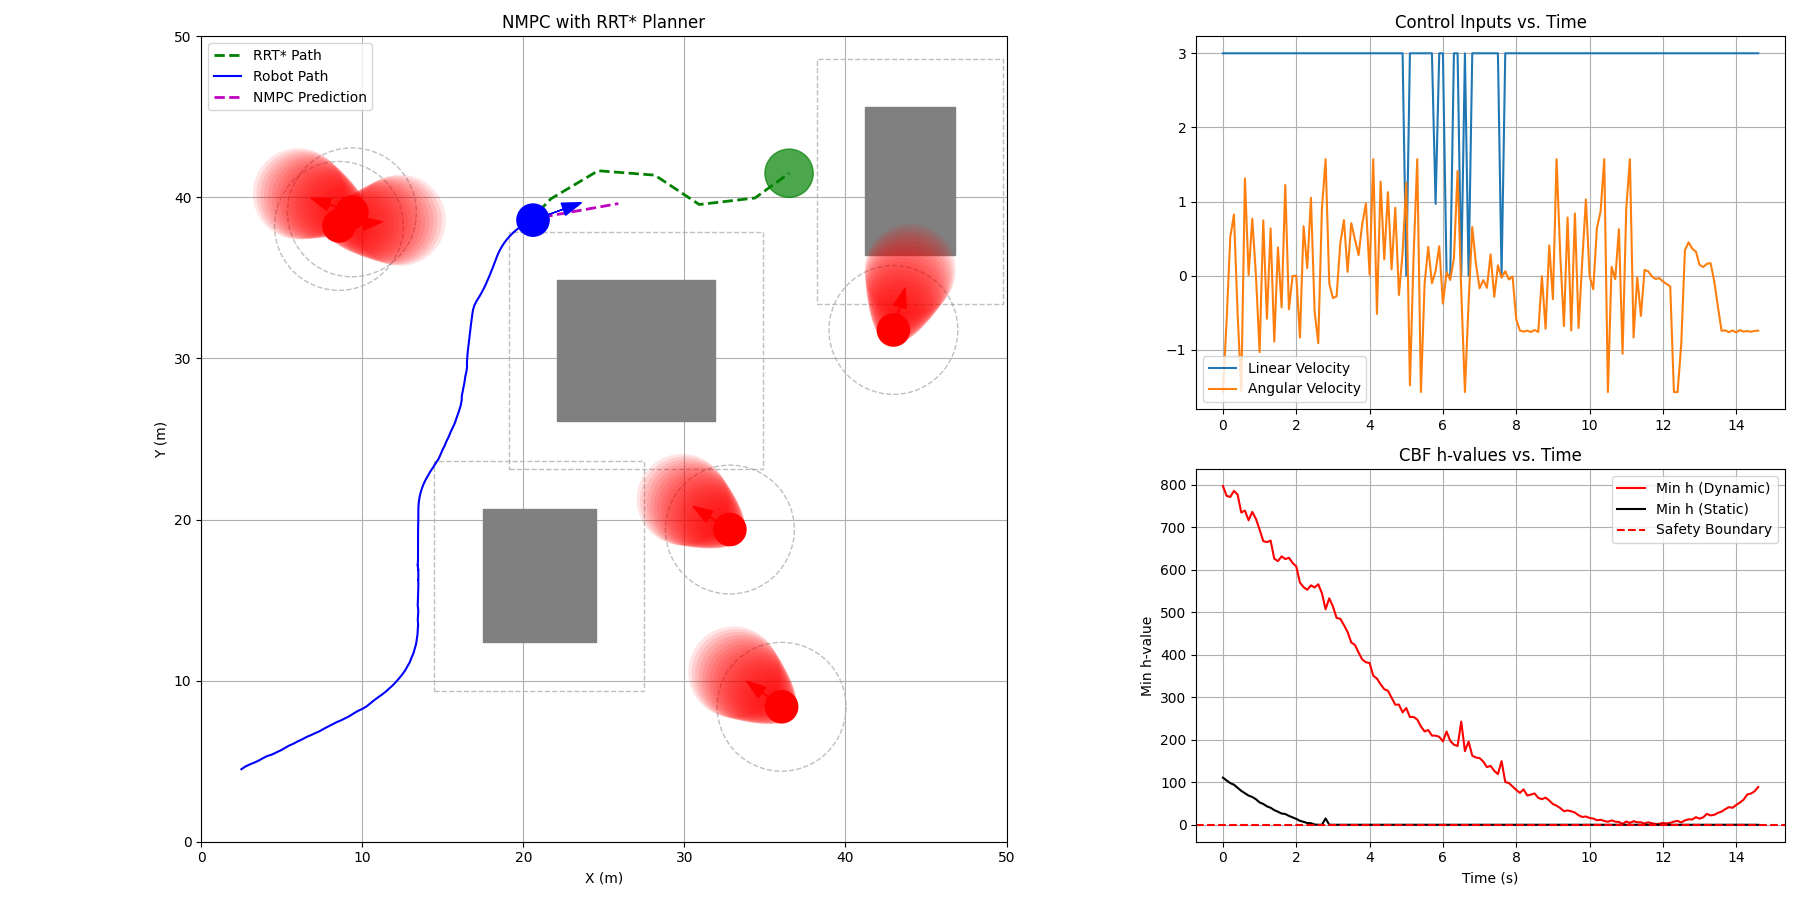 NMPC with RRT* Planner
RRT* Path
Robot Path
NMPC Prediction
50
40
30
20
10
0
Y (m)
0 10 20 30 40 50
X (m)
Control Inputs vs. Time
3
2
1
0
−1
Linear Velocity
Angular Velocity
0 2 4 6 8 10 12 14
CBF h-values vs. Time
Min h (Dynamic)
Min h (Static)
Safety Boundary
800
700
600
500
400
300
200
100
0
Min h-value
0 2 4 6 8 10 12 14
Time (s)